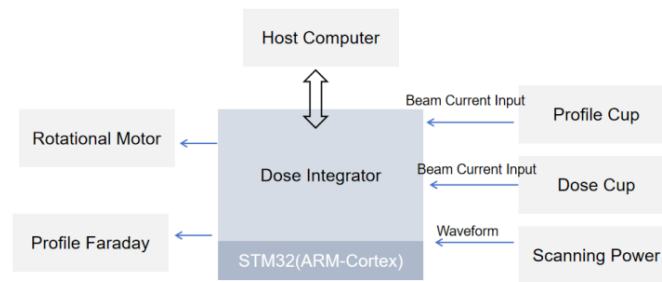 Host Computer
Beam Current Input
Profile Cup
Rotational Motor
Dose Integrator
Beam Current Input
Dose Cup
Profile Faraday
Waveform
Scanning Power
STM32(ARM-Cortex)